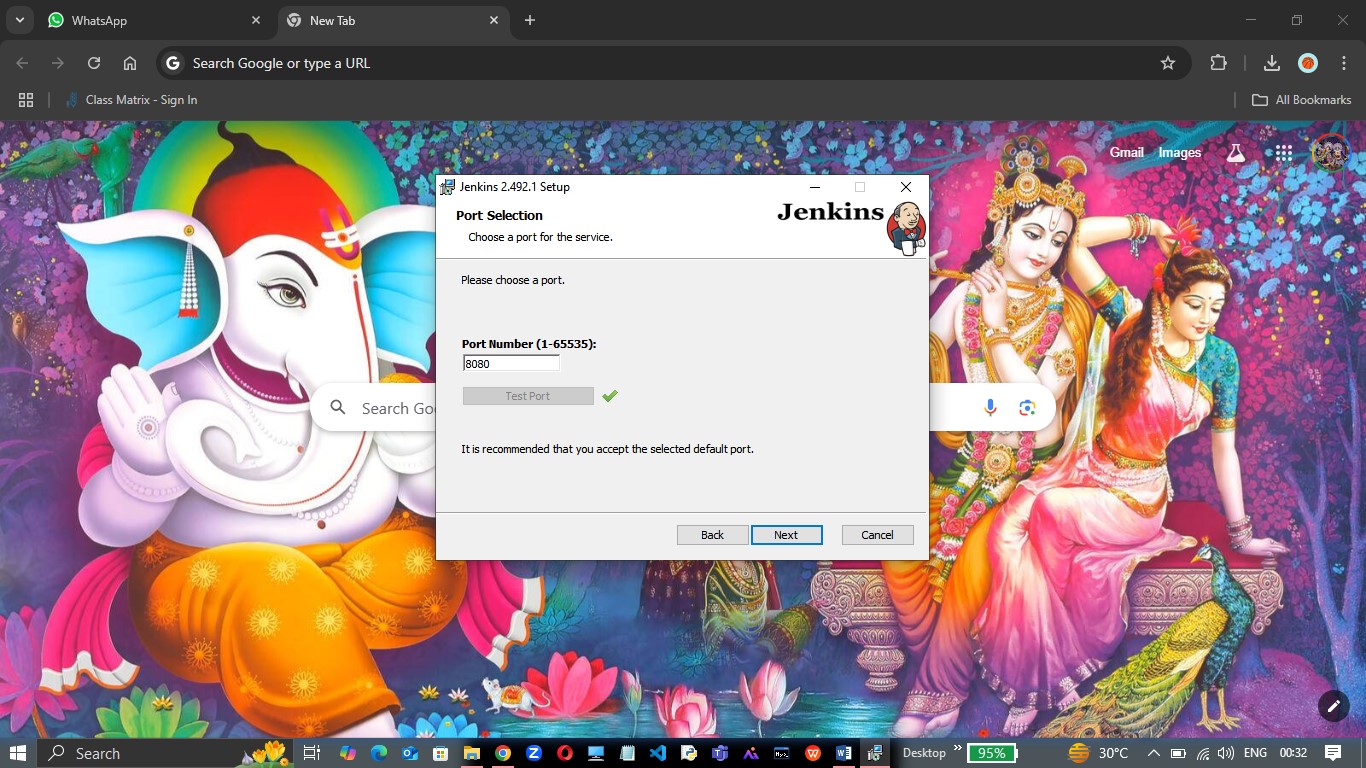 WhatsApp
New Tab
Search Google or type a URL
Class Matrix - Sign In
All Bookmarks
Gmail
Images
Jenkins 2.492.1 Setup
Port Selection
Choose a port for the service.
Jenkins
Please choose a port.
Port Number (1-65535):
8080
Test Port
Search Go
It is recommended that you accept the selected default port.
Back
Next
Cancel
Search
Desktop
95%
30°C
ENG
00:32